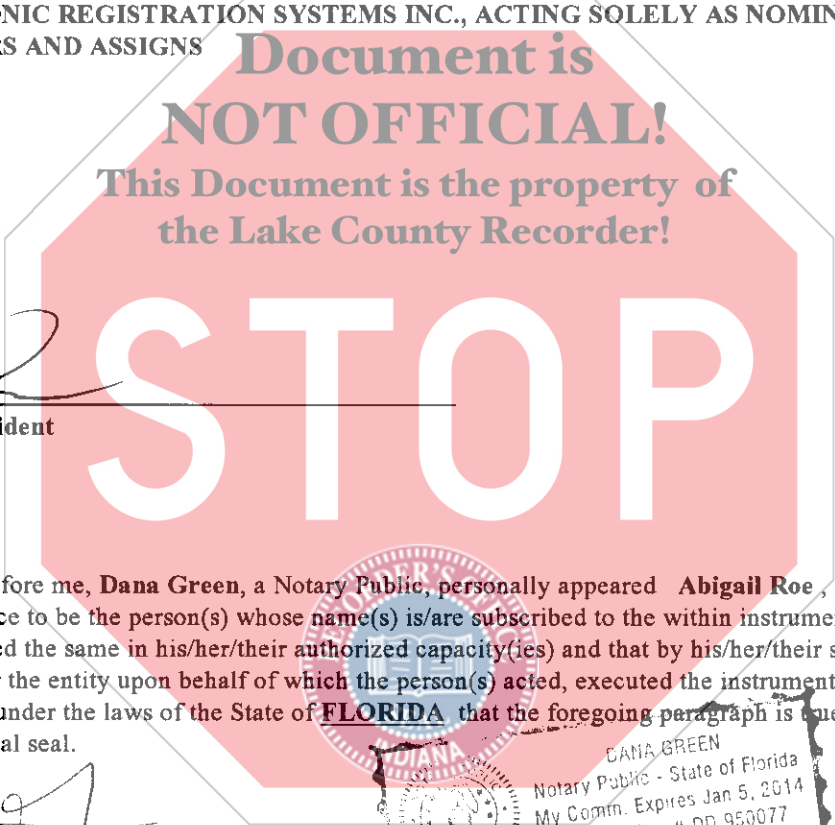 NIC REGISTRATION SYSTEMS INC., ACTING SOLELY AS NOMIN
RS AND ASSIGNS
Document is
NOT OFFICIAL!
This Document is the property of
the Lake County Recorder!
STOP
ident
fore me, Dana Green, a Notary Public, personally appeared Abigail Roe ,
ce to be the person(s) whose name(s) is/are subscribed to the within instrume
d the same in his/her/their authorized capacity(ies) and that by his/her/their s
the entity upon behalf of which the person(s) acted, executed the instrument
under the laws of the State of FLORIDA that the foregoing paragraph is true
al seal.
RECORDER'S OFFICE
INDIANA
DANA GREEN
Notary Public - State of Florida
My Comm. Expires Jan 5, 2014
DD 950077